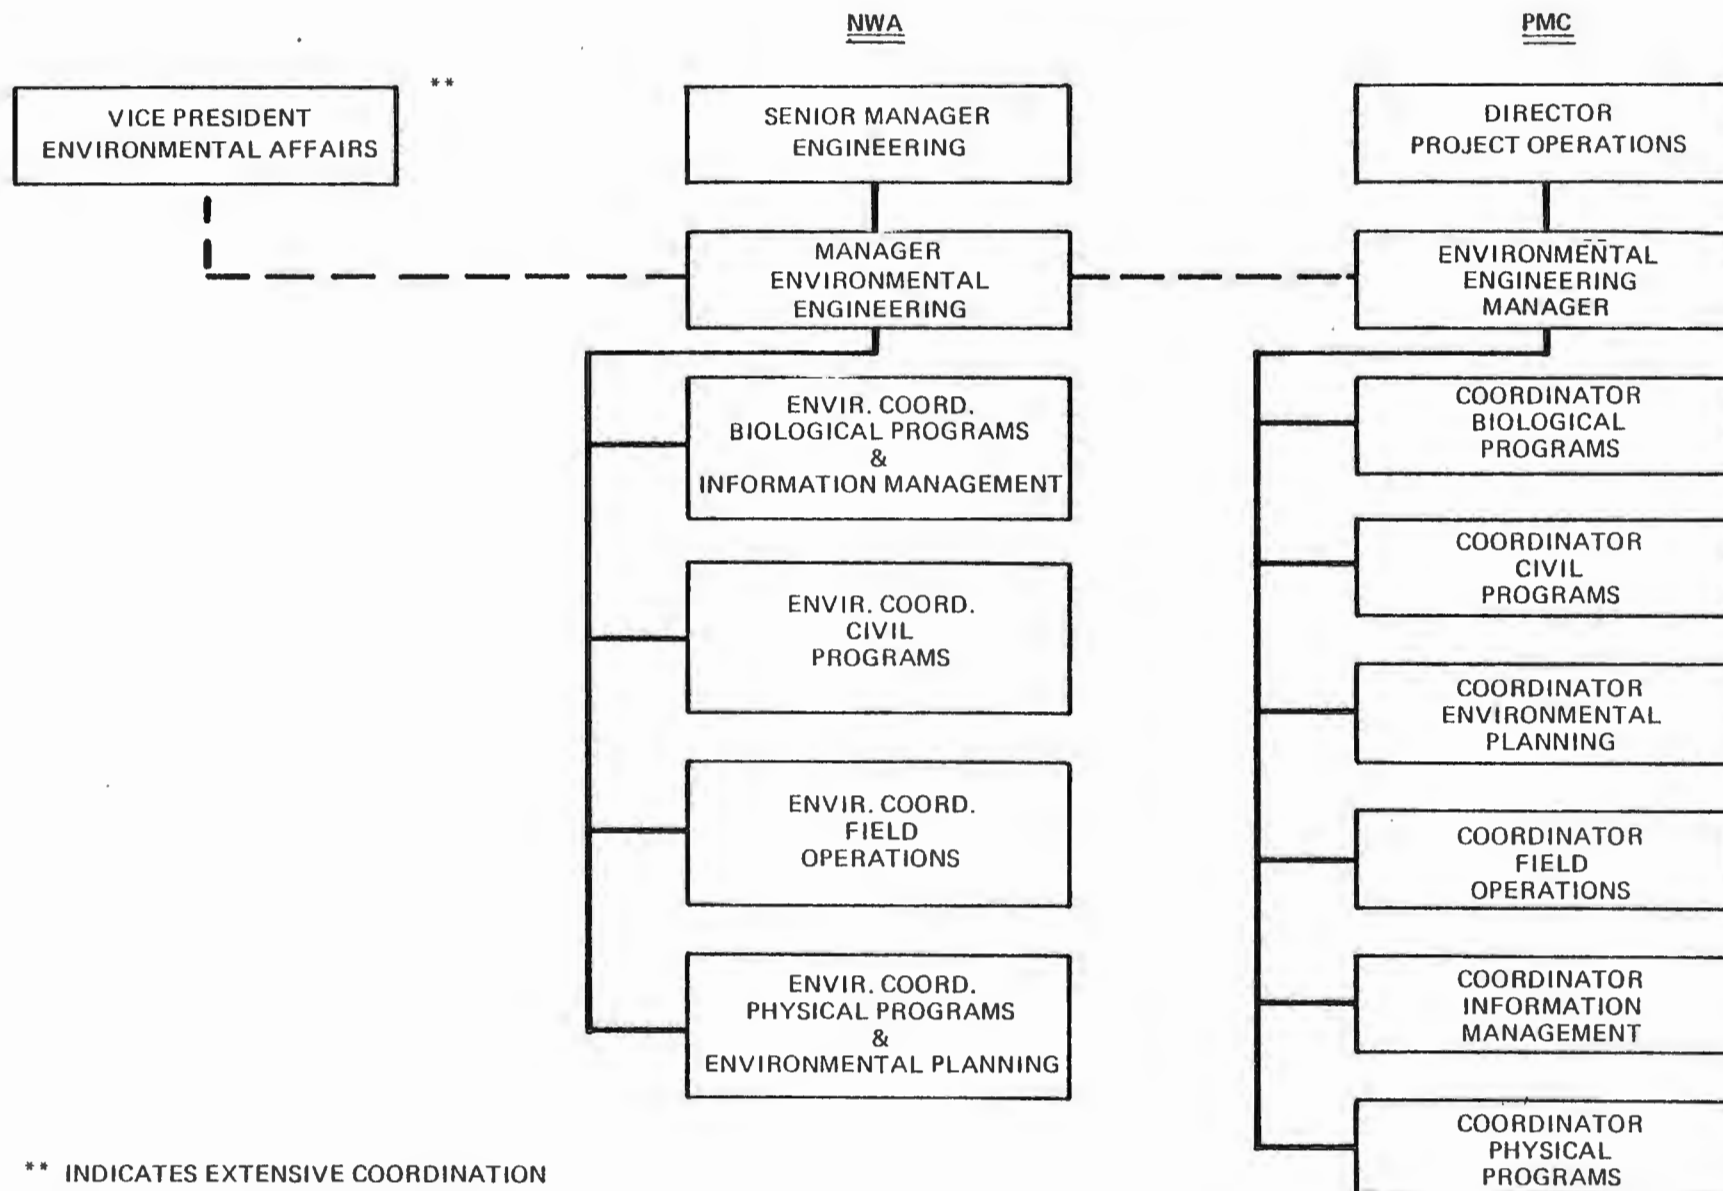 NWA
PMC
**
VICE PRESIDENT
ENVIRONMENTAL AFFAIRS
SENIOR MANAGER
ENGINEERING
DIRECTOR
PROJECT OPERATIONS
MANAGER
ENVIRONMENTAL
ENGINEERING
ENVIRONMENTAL
ENGINEERING
MANAGER
ENVIR. COORD.
BIOLOGICAL PROGRAMS
&
INFORMATION MANAGEMENT
ENVIR. COORD.
CIVIL
PROGRAMS
ENVIR. COORD.
FIELD
OPERATIONS
ENVIR. COORD.
PHYSICAL PROGRAMS
&
ENVIRONMENTAL PLANNING
COORDINATOR
BIOLOGICAL
PROGRAMS
COORDINATOR
CIVIL
PROGRAMS
COORDINATOR
ENVIRONMENTAL
PLANNING
COORDINATOR
FIELD
OPERATIONS
COORDINATOR
INFORMATION
MANAGEMENT
COORDINATOR
PHYSICAL
PROGRAMS
** INDICATES EXTENSIVE COORDINATION